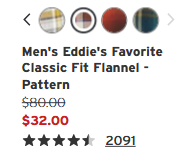 Men's Eddie's Favorite
Classic Fit Flannel -
Pattern
$80.00
$32.00
2091